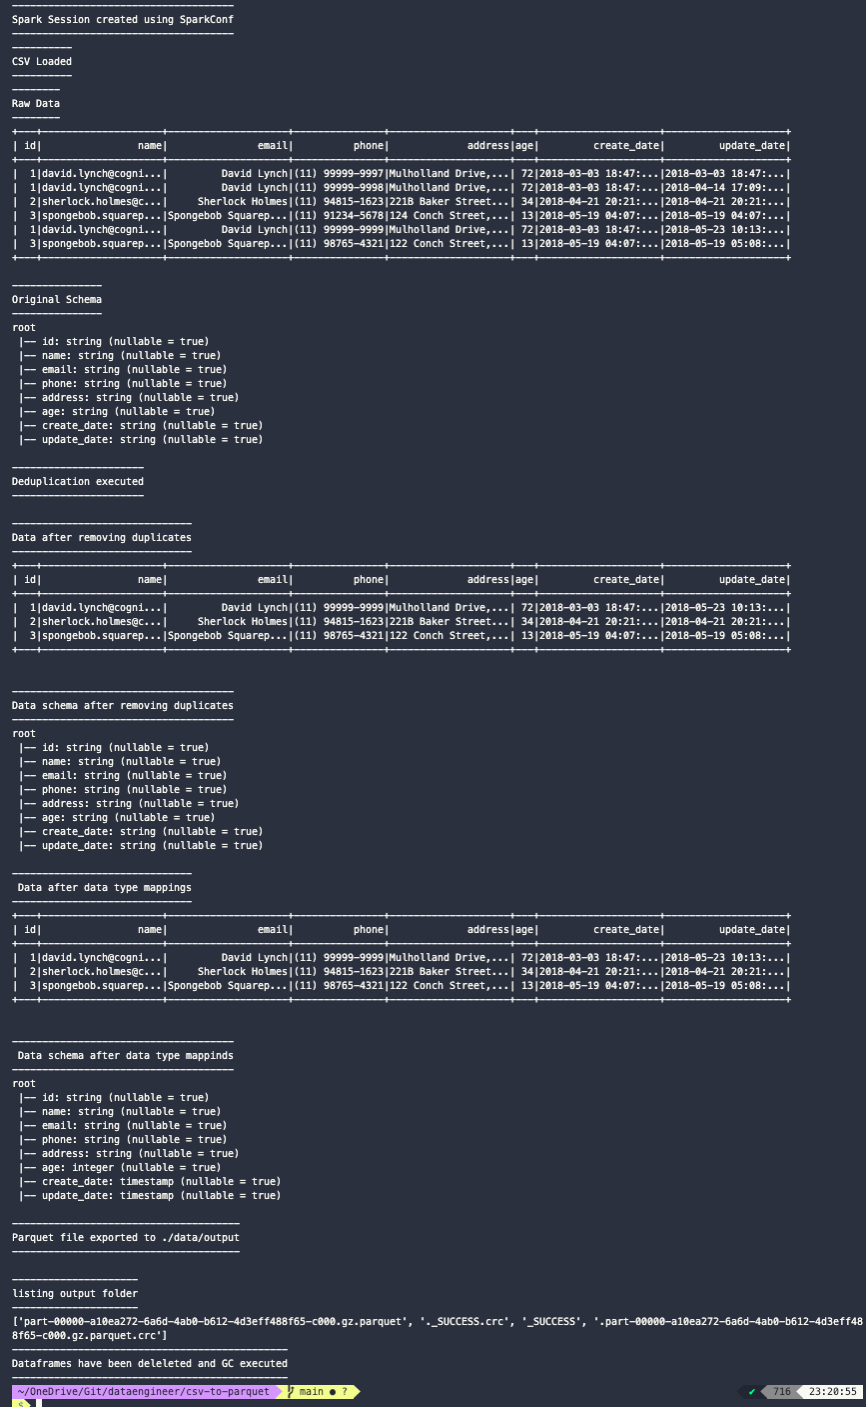 ------------------------------------- 
Spark Session created using SparkConf
-------------------------------------
----------
CSV Loaded
----------
--------
Raw Data
--------
+---+--------------------+--------------------+---------------+--------------------+---+--------------------+--------------------+
| id|                name|               email|          phone|             address|age|         create_date|         update_date|
+---+--------------------+--------------------+---------------+--------------------+---+--------------------+--------------------+
|  1|david.lynch@cogni...|         David Lynch|(11) 99999-9997|Mulholland Drive,...| 72|2018-03-03 18:47:...|2018-03-03 18:47:...|
|  1|david.lynch@cogni...|         David Lynch|(11) 99999-9998|Mulholland Drive,...| 72|2018-03-03 18:47:...|2018-04-14 17:09:...|
|  2|sherlock.holmes@c...|     Sherlock Holmes|(11) 94815-1623|221B Baker Street...| 34|2018-04-21 20:21:...|2018-04-21 20:21:...|
|  3|spongebob.squarep...|Spongebob Squarep...|(11) 91234-5678|124 Conch Street,...| 13|2018-05-19 04:07:...|2018-05-19 04:07:...|
|  1|david.lynch@cogni...|         David Lynch|(11) 99999-9999|Mulholland Drive,...| 72|2018-03-03 18:47:...|2018-05-23 10:13:...|
|  3|spongebob.squarep...|Spongebob Squarep...|(11) 98765-4321|122 Conch Street,...| 13|2018-05-19 04:07:...|2018-05-19 05:08:...|
+---+--------------------+--------------------+---------------+--------------------+---+--------------------+--------------------+
---------------
Original Schema
---------------
root
 |-- id: string (nullable = true)
 |-- name: string (nullable = true)
 |-- email: string (nullable = true)
 |-- phone: string (nullable = true)
 |-- address: string (nullable = true)
 |-- age: string (nullable = true)
 |-- create_date: string (nullable = true)
 |-- update_date: string (nullable = true)
----------------------
Deduplication executed
----------------------
------------------------------
Data after removing duplicates
------------------------------
+---+--------------------+--------------------+---------------+--------------------+---+--------------------+--------------------+
| id|                name|               email|          phone|             address|age|         create_date|         update_date|
+---+--------------------+--------------------+---------------+--------------------+---+--------------------+--------------------+
|  1|david.lynch@cogni...|         David Lynch|(11) 99999-9999|Mulholland Drive,...| 72|2018-03-03 18:47:...|2018-05-23 10:13:...|
|  2|sherlock.holmes@c...|     Sherlock Holmes|(11) 94815-1623|221B Baker Street...| 34|2018-04-21 20:21:...|2018-04-21 20:21:...|
|  3|spongebob.squarep...|Spongebob Squarep...|(11) 98765-4321|122 Conch Street,...| 13|2018-05-19 04:07:...|2018-05-19 05:08:...|
+---+--------------------+--------------------+---------------+--------------------+---+--------------------+--------------------+
-------------------------------------
Data schema after removing duplicates
-------------------------------------
root
 |-- id: string (nullable = true)
 |-- name: string (nullable = true)
 |-- email: string (nullable = true)
 |-- phone: string (nullable = true)
 |-- address: string (nullable = true)
 |-- age: string (nullable = true)
 |-- create_date: string (nullable = true)
 |-- update_date: string (nullable = true)
------------------------------
 Data after data type mappings
------------------------------
+---+--------------------+--------------------+---------------+--------------------+---+--------------------+--------------------+
| id|                name|               email|          phone|             address|age|         create_date|         update_date|
+---+--------------------+--------------------+---------------+--------------------+---+--------------------+--------------------+
|  1|david.lynch@cogni...|         David Lynch|(11) 99999-9999|Mulholland Drive,...| 72|2018-03-03 18:47:...|2018-05-23 10:13:...|
|  2|sherlock.holmes@c...|     Sherlock Holmes|(11) 94815-1623|221B Baker Street...| 34|2018-04-21 20:21:...|2018-04-21 20:21:...|
|  3|spongebob.squarep...|Spongebob Squarep...|(11) 98765-4321|122 Conch Street,...| 13|2018-05-19 04:07:...|2018-05-19 05:08:...|
+---+--------------------+--------------------+---------------+--------------------+---+--------------------+--------------------+
-------------------------------------
 Data schema after data type mappinds
-------------------------------------
root
 |-- id: string (nullable = true)
 |-- name: string (nullable = true)
 |-- email: string (nullable = true)
 |-- phone: string (nullable = true)
 |-- address: string (nullable = true)
 |-- age: integer (nullable = true)
 |-- create_date: timestamp (nullable = true)
 |-- update_date: timestamp (nullable = true)
--------------------------------------
Parquet file exported to ./data/output
--------------------------------------
---------------------
listing output folder
---------------------
['part-00000-a10ea272-6a6d-4ab0-b612-4d3eff488f65-c000.gz.parquet', '._SUCCESS.crc', '_SUCCESS', '.part-00000-a10ea272-6a6d-4ab0-b612-4d3eff48
8f65-c000.gz.parquet.crc']
----------------------------------------------
Dataframes have been deleleted and GC executed
----------------------------------------------
~/OneDrive/Git/dataengineer/csv-to-parquet main ● ? ✔ 716 23:20:55